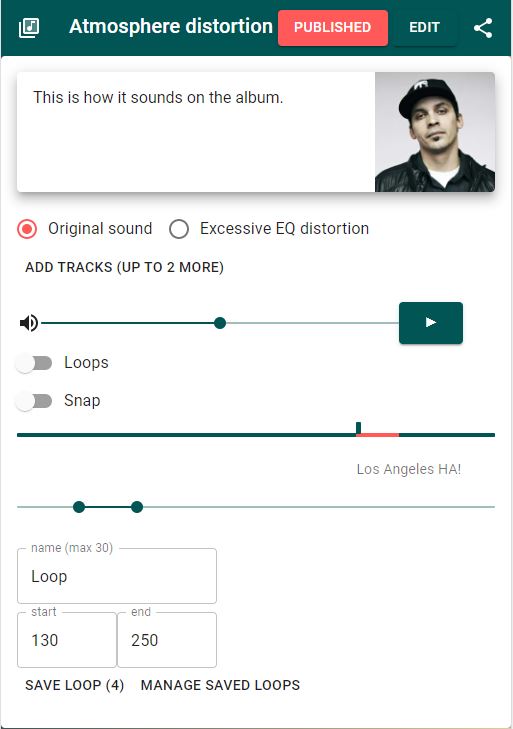 Atmosphere distortion
PUBLISHED
EDIT
This is how it sounds on the album.
Original sound
Excessive EQ distortion
ADD TRACKS (UP TO 2 MORE)
Loops
Snap
Los Angeles HA!
name (max 30)
Loop
start
end
130
250
SAVE LOOP (4)
MANAGE SAVED LOOPS